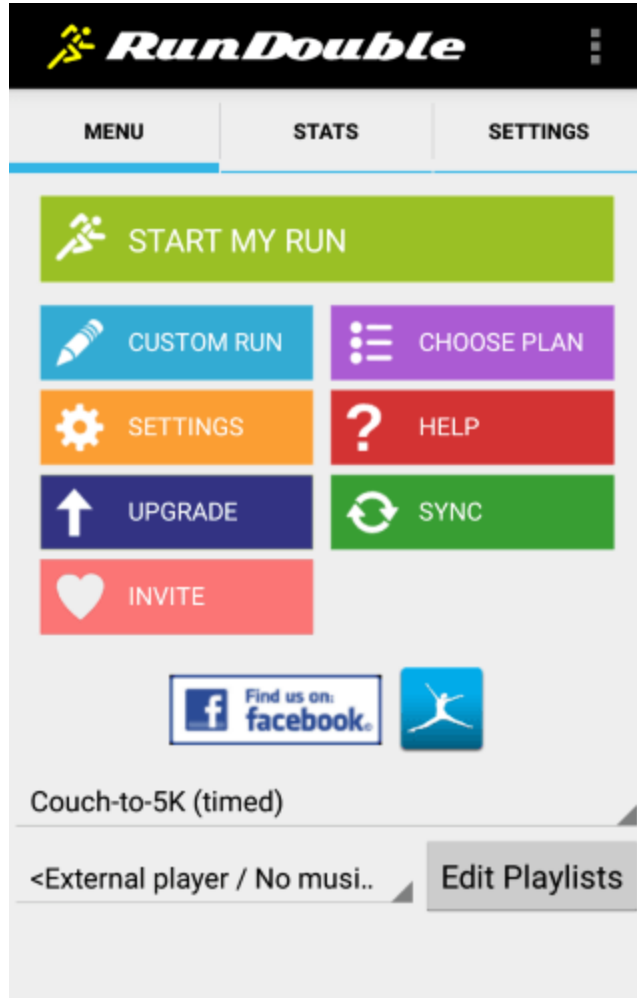 RunDouble
MENU STATS SETTINGS
START MY RUN
CUSTOM RUN CHOOSE PLAN
SETTINGS ? HELP
UPGRADE SYNC
INVITE
f Find us on:
facebook
Couch-to-5K (timed)
<External player / No musi.. Edit Playlists